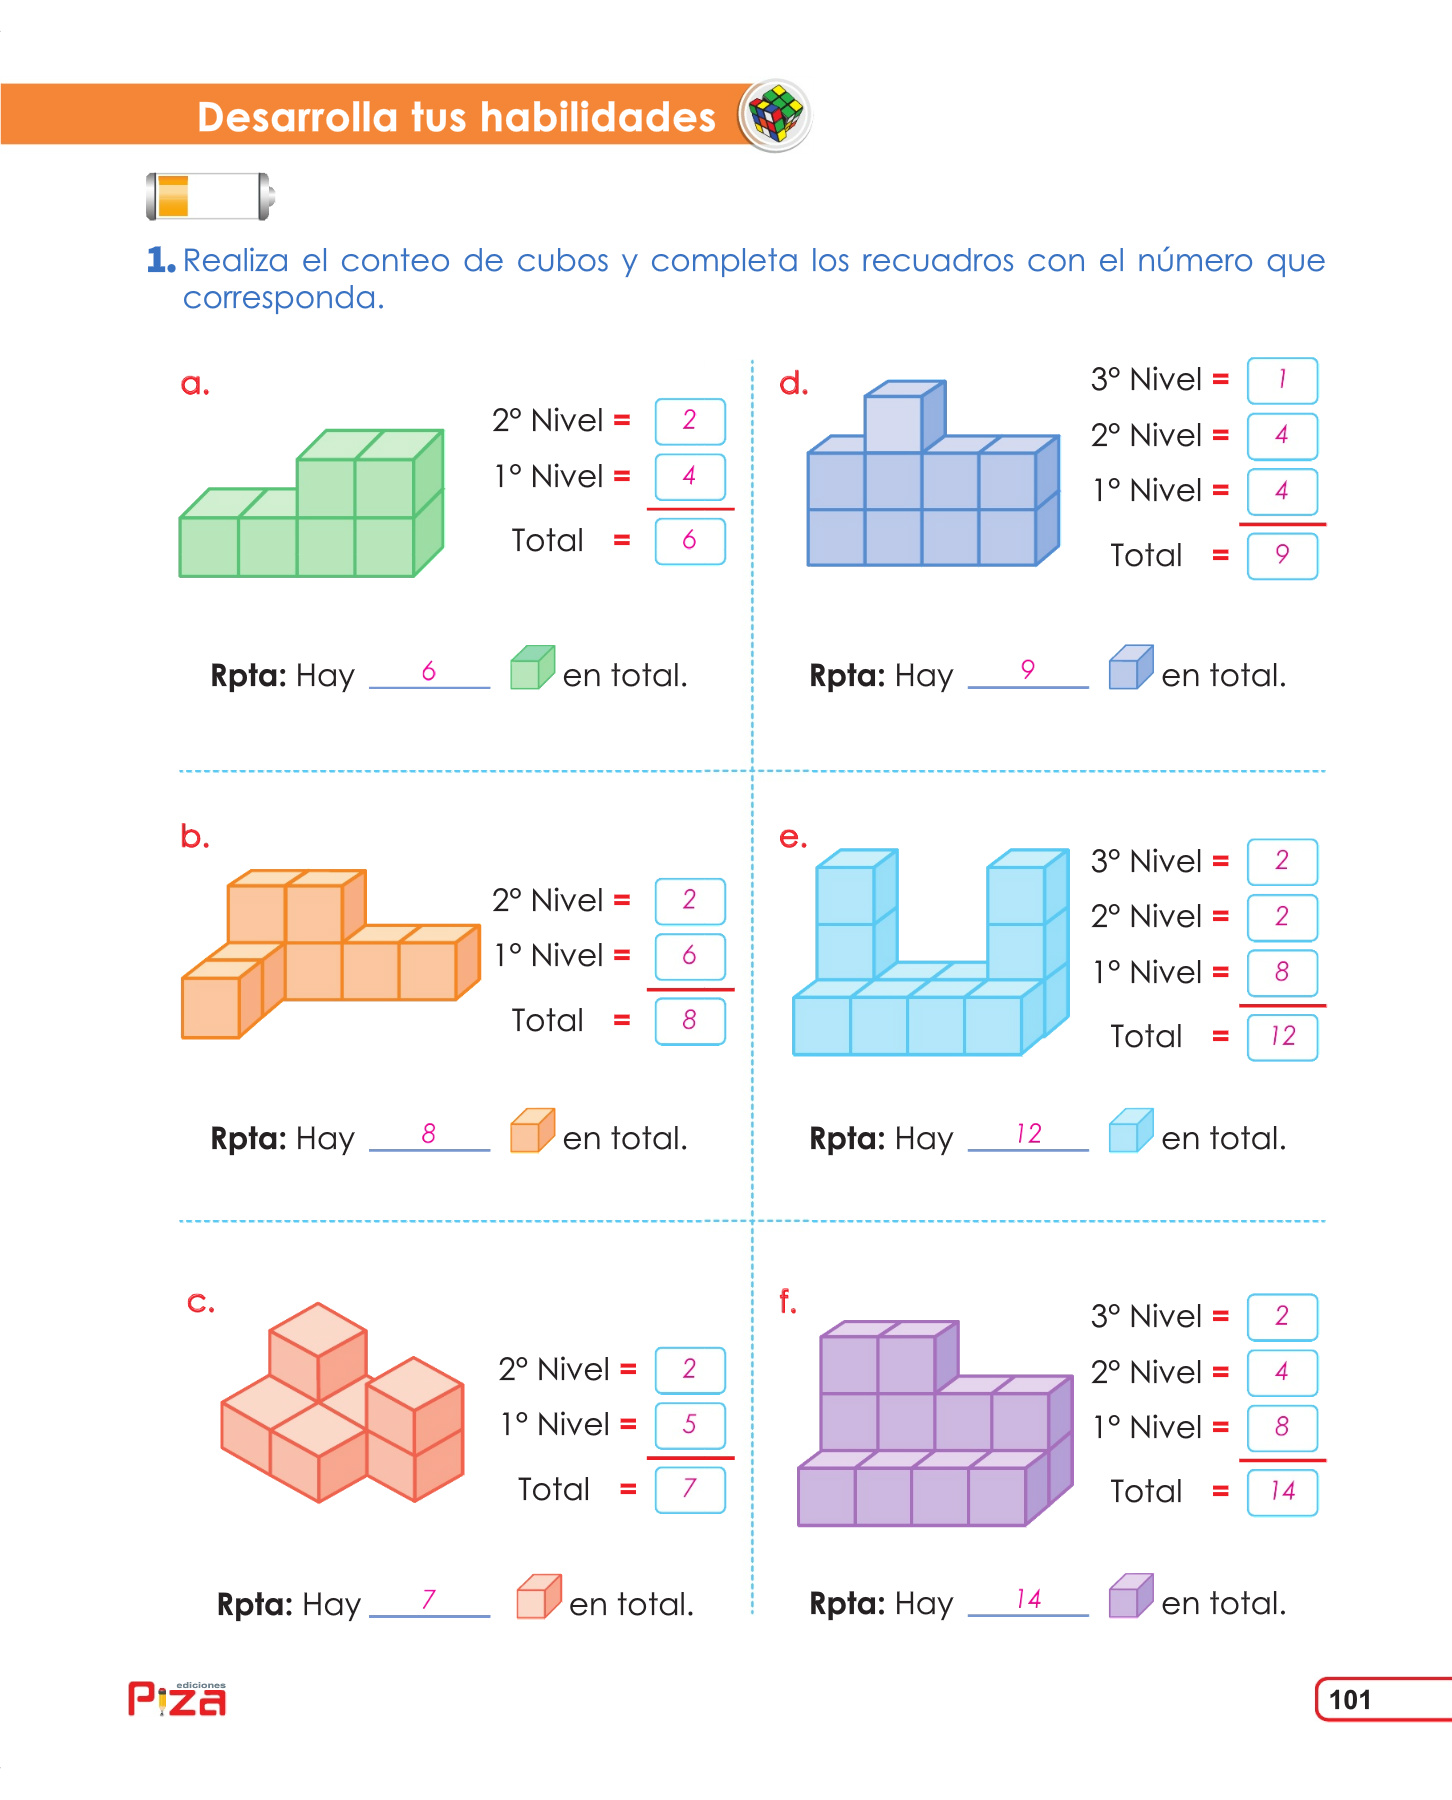 Desarrolla tus habilidades
1. Realiza el conteo de cubos y completa los recuadros con el número que
corresponda.
a.
2° Nivel = 2
1° Nivel = 4
Total = 6
Rpta: Hay 6 en total.
b.
2° Nivel = 2
1° Nivel = 6
Total = 8
Rpta: Hay 8 en total.
c.
2° Nivel = 2
1° Nivel = 5
Total = 7
Rpta: Hay 7 en total.
d.
3° Nivel = 1
2° Nivel = 4
1° Nivel = 4
Total = 9
Rpta: Hay 9 en total.
e.
3° Nivel = 2
2° Nivel = 2
1° Nivel = 8
Total = 12
Rpta: Hay 12 en total.
f.
3° Nivel = 2
2° Nivel = 4
1° Nivel = 8
Total = 14
Rpta: Hay 14 en total.
ediciones
Piza
101